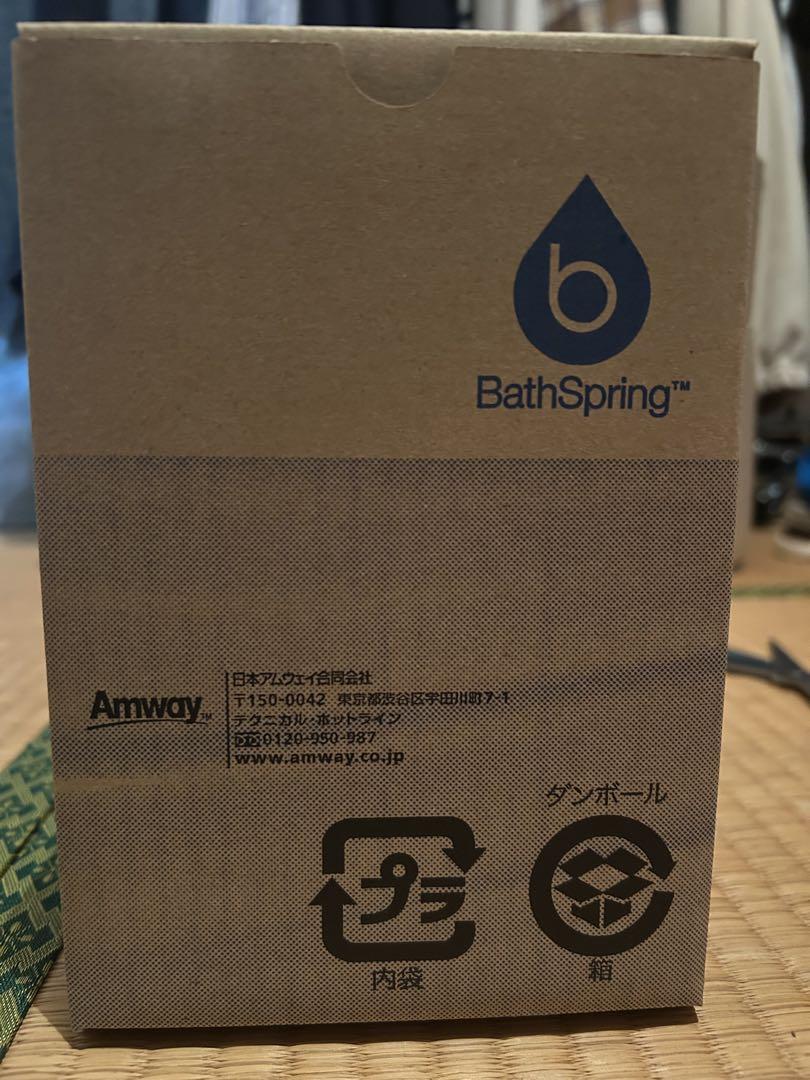 b
BathSpring™
Amway™
日本アムウェイ合同会社
〒150-0042 東京都渋谷区宇田川町7-1
テクニカル・ホットライン
0120-950-987
www.amway.co.jp
ダンボール
プラ
内袋
箱